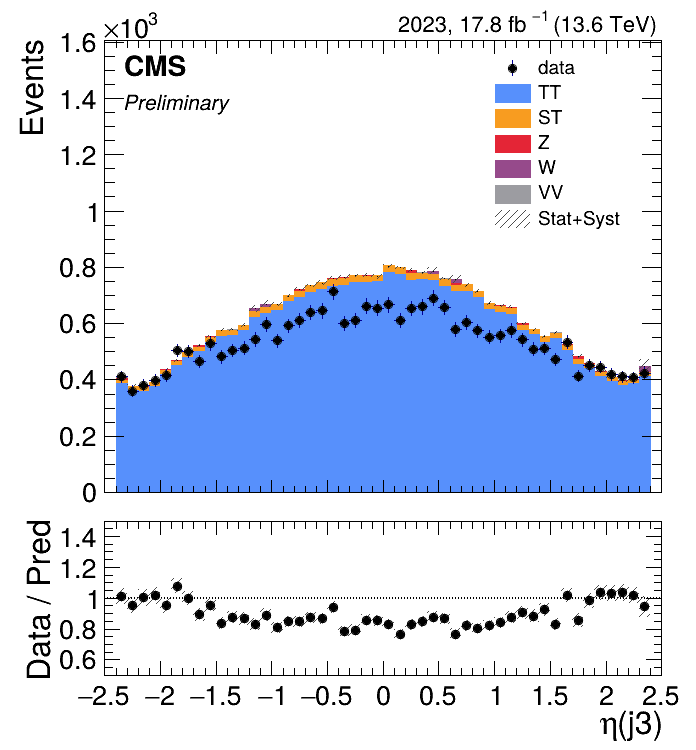 ×10³
2023, 17.8 fb⁻¹ (13.6 TeV)
Events
1.6
1.4
1.2
1
0.8
0.6
0.4
0.2
0
CMS
Preliminary
data
TT
ST
Z
W
VV
Stat+Syst
Data / Pred
1.4
1.2
1
0.8
0.6
−2.5 −2 −1.5 −1 −0.5 0 0.5 1 1.5 2 2.5
η(j3)